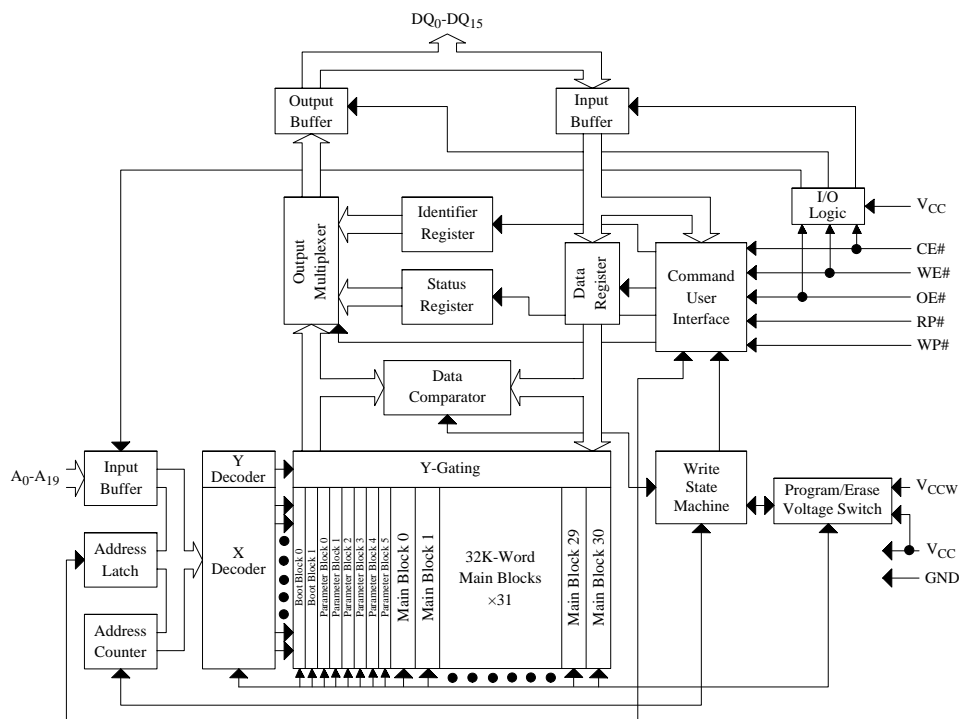 DQ0-DQ15
Output
Buffer
Input
Buffer
I/O
Logic
VCC
Output
Multiplexer
Identifier
Register
Status
Register
Data
Register
Command
User
Interface
CE#
WE#
OE#
RP#
WP#
Data
Comparator
A0-A19
Input
Buffer
Y
Decoder
Y-Gating
Write
State
Machine
Program/Erase
Voltage Switch
VCCW
VCC
GND
Address
Latch
X
Decoder
Address
Counter
Boot Block 0
Boot Block 1
Parameter Block 0
Parameter Block 1
Parameter Block 2
Parameter Block 3
Parameter Block 4
Parameter Block 5
Main Block 0
Main Block 1
32K-Word
Main Blocks
×31
Main Block 29
Main Block 30